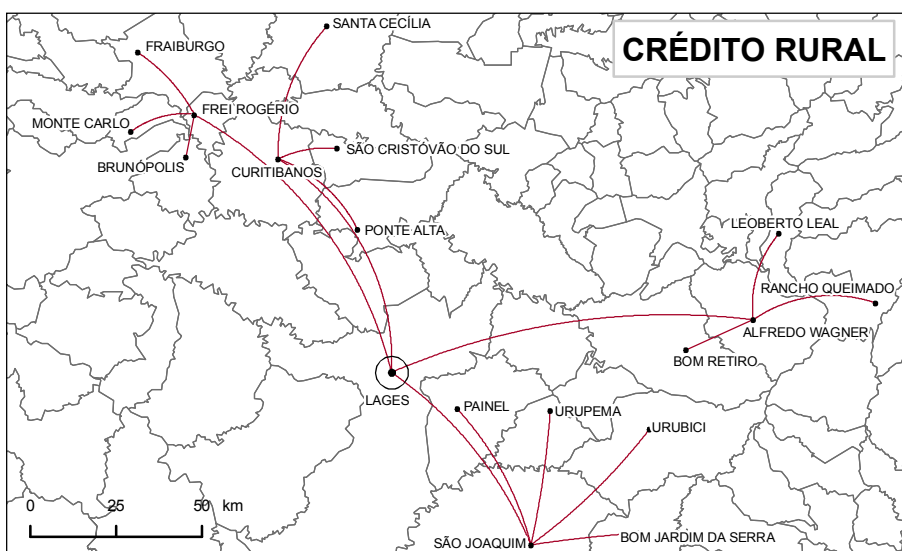 SANTA CECÍLIA
FRAIBURGO
CRÉDITO RURAL
FREI ROGÉRIO
MONTE CARLO
SÃO CRISTOVÃO DO SUL
BRUNÓPOLIS
CURITIBANOS
LEOBERTO LEAL
PONTE ALTA
RANCHO QUEIMADO
ALFREDO WAGNER
BOM RETIRO
LAGES
PAINEL
URUPEMA
URUBICI
0 25 50 km
BOM JARDIM DA SERRA
SÃO JOAQUIM